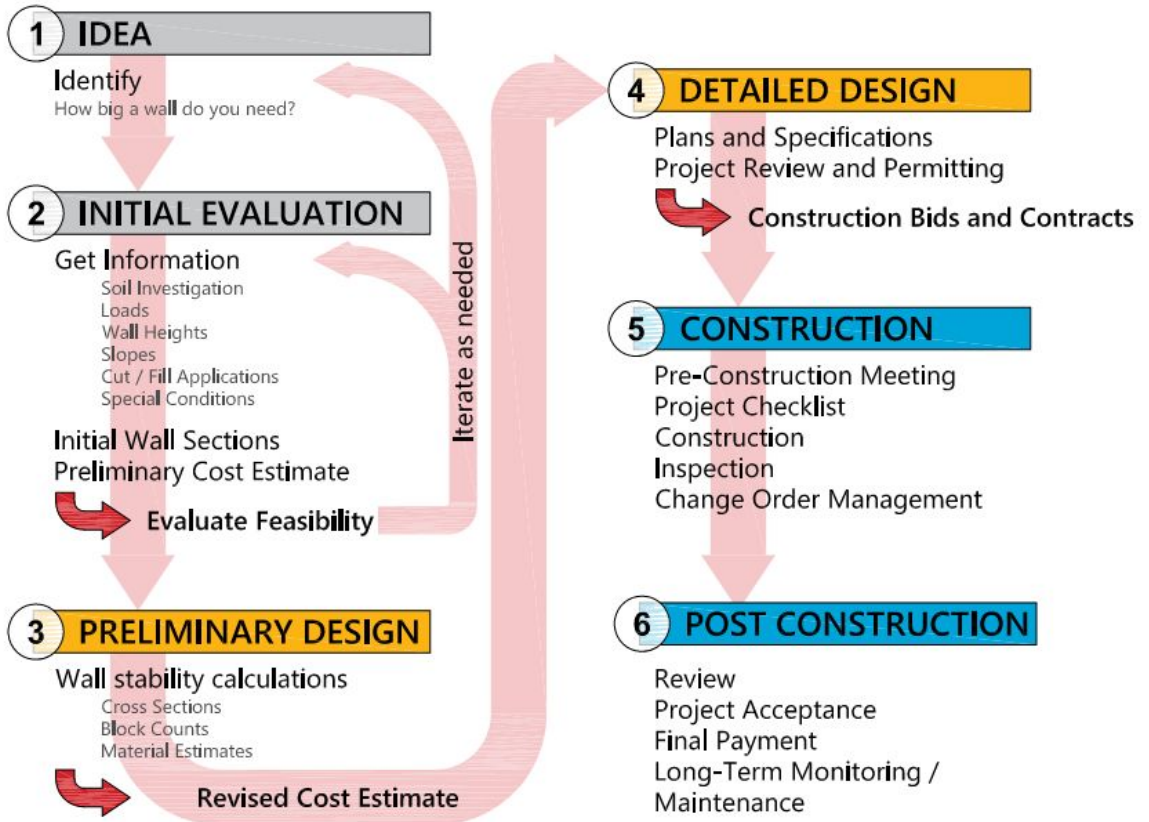 1 IDEA
Identify
How big a wall do you need?
2 INITIAL EVALUATION
Get Information
Soil Investigation
Loads
Wall Heights
Slopes
Cut / Fill Applications
Special Conditions
Initial Wall Sections
Preliminary Cost Estimate
Evaluate Feasibility
Iterate as needed
3 PRELIMINARY DESIGN
Wall stability calculations
Cross Sections
Block Counts
Material Estimates
Revised Cost Estimate
4 DETAILED DESIGN
Plans and Specifications
Project Review and Permitting
Construction Bids and Contracts
5 CONSTRUCTION
Pre-Construction Meeting
Project Checklist
Construction
Inspection
Change Order Management
6 POST CONSTRUCTION
Review
Project Acceptance
Final Payment
Long-Term Monitoring /
Maintenance